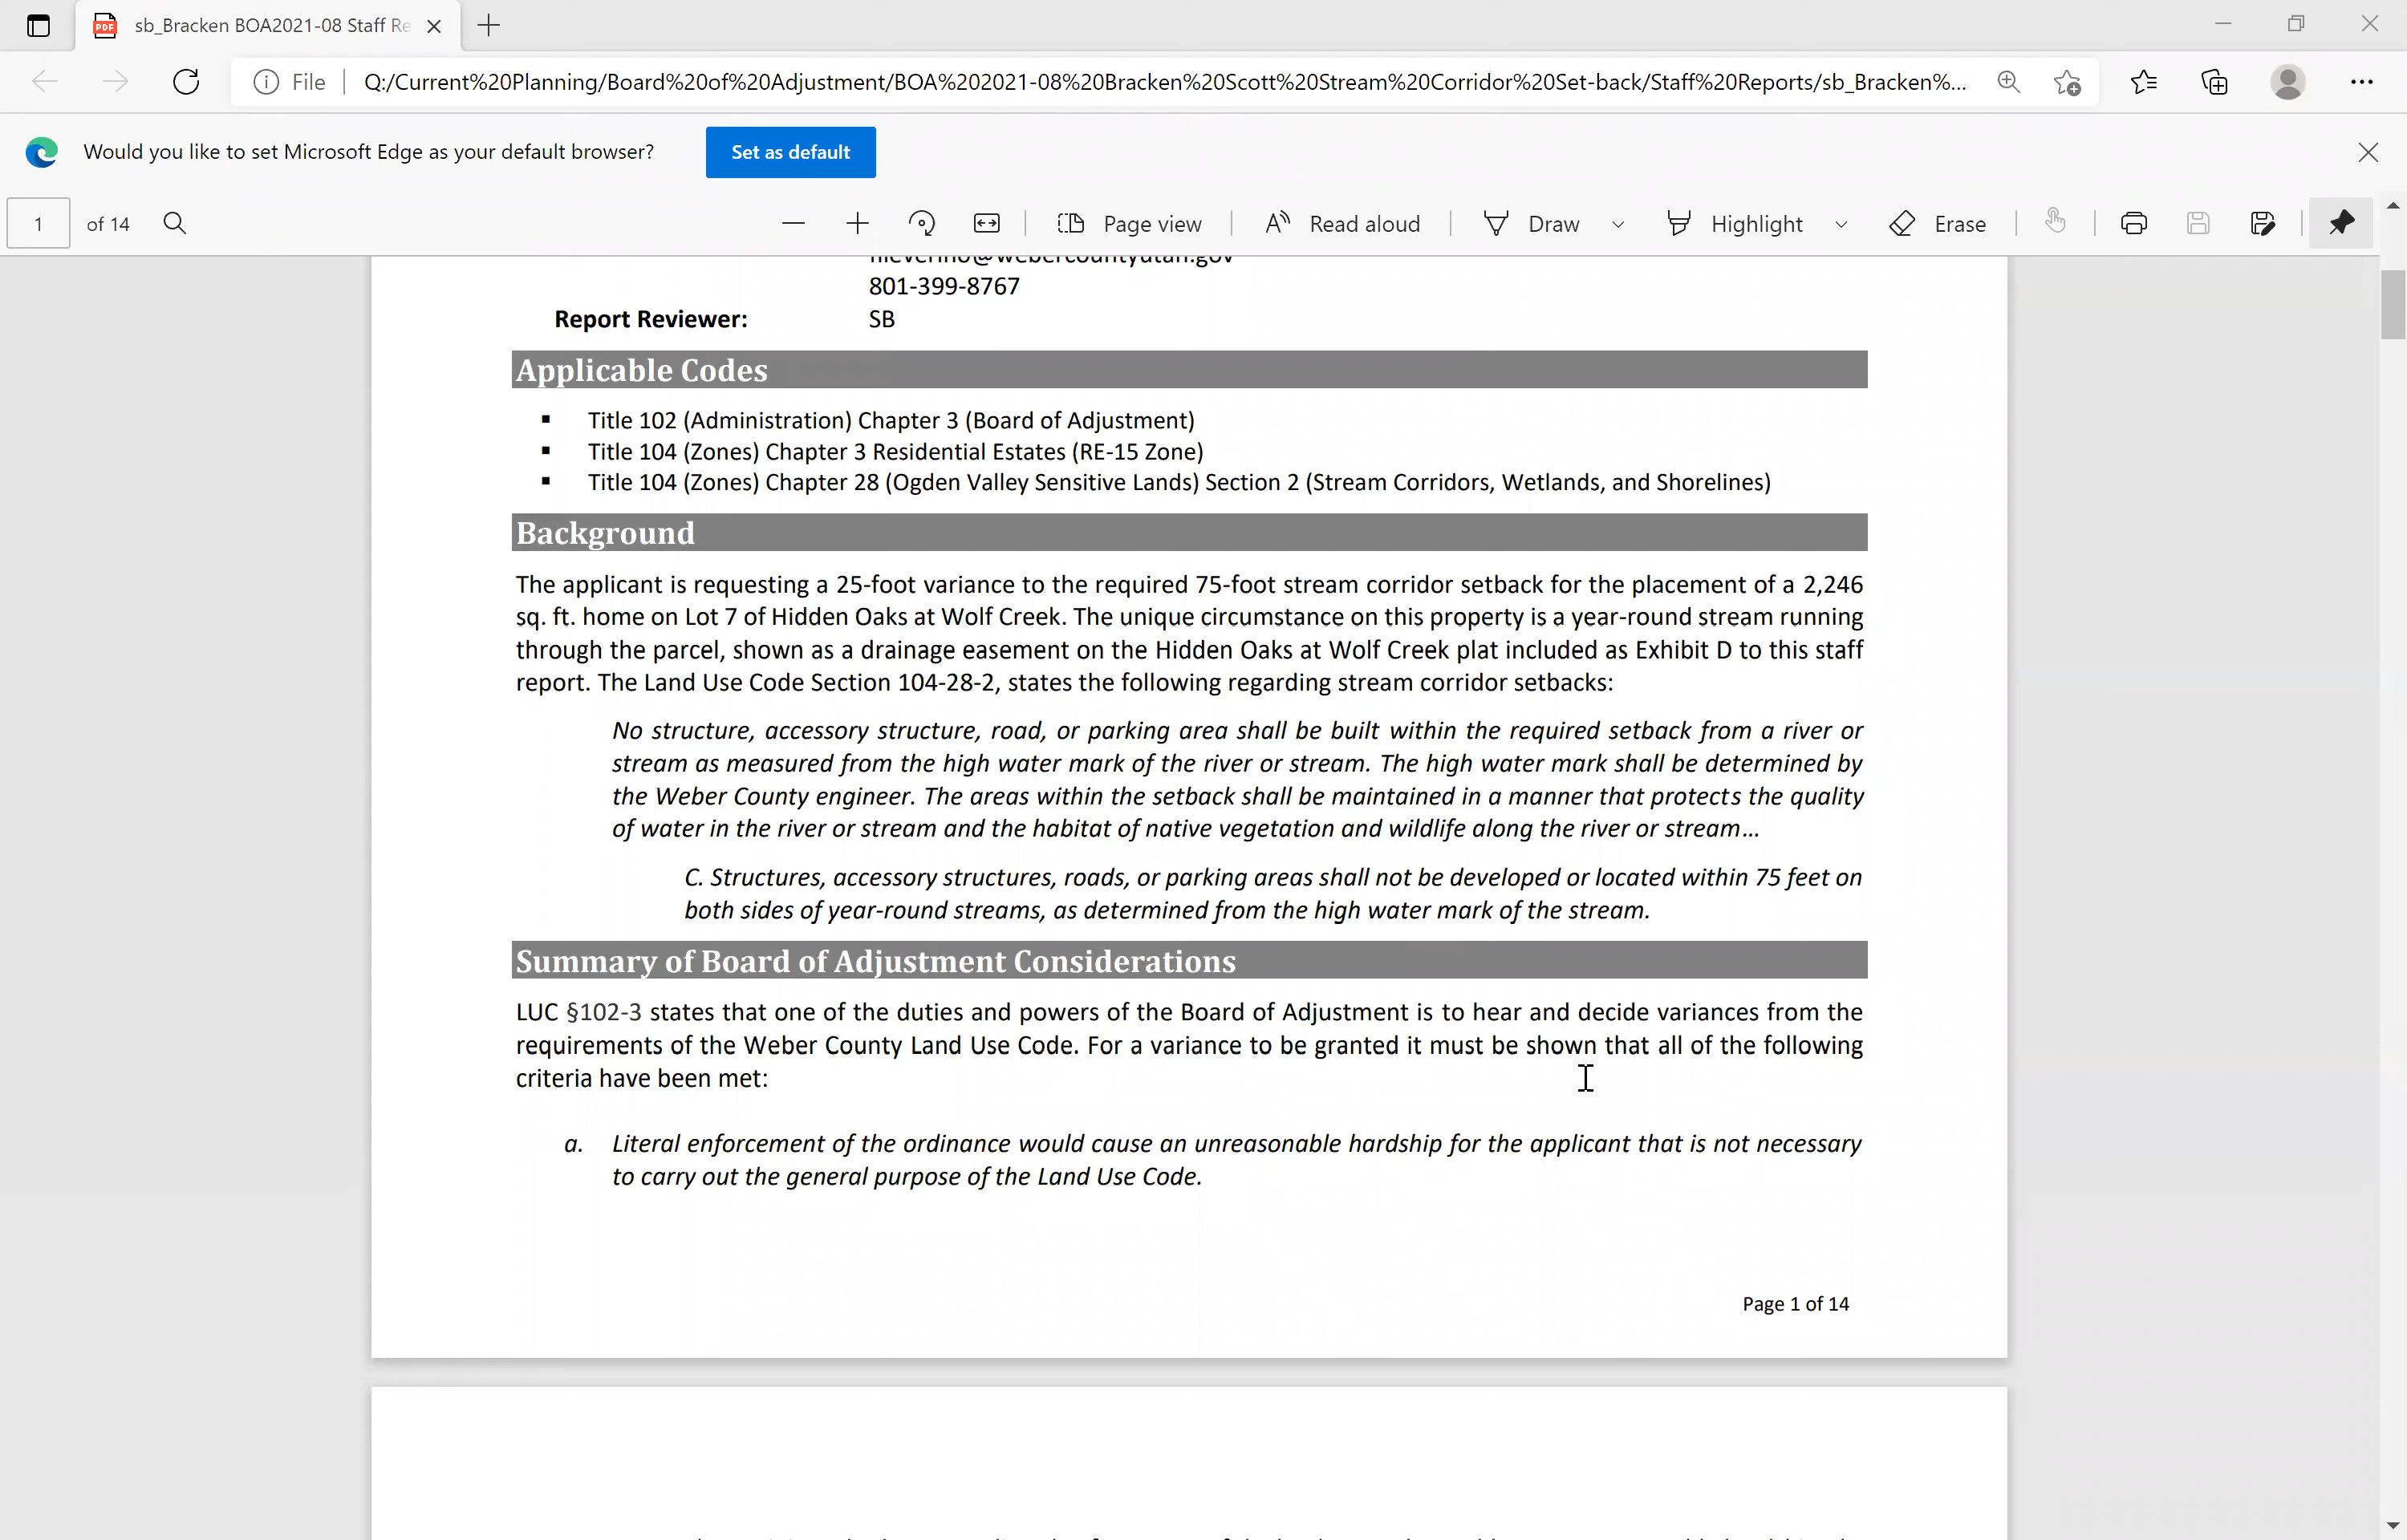 sb_Bracken BOA2021-08 Staff Re
File
Q:/Current%20Planning/Board%20of%20Adjustment/BOA%202021-08%20Bracken%20Scott%20Stream%20Corridor%20Set-back/Staff%20Reports/sb_Bracken%...
Would you like to set Microsoft Edge as your default browser?
Set as default
1
of 14
Page view
Read aloud
Draw
Highlight
Erase
801-399-8767
Report Reviewer: SB
Applicable Codes
▪ Title 102 (Administration) Chapter 3 (Board of Adjustment)
▪ Title 104 (Zones) Chapter 3 Residential Estates (RE-15 Zone)
▪ Title 104 (Zones) Chapter 28 (Ogden Valley Sensitive Lands) Section 2 (Stream Corridors, Wetlands, and Shorelines)
Background
The applicant is requesting a 25-foot variance to the required 75-foot stream corridor setback for the placement of a 2,246
sq. ft. home on Lot 7 of Hidden Oaks at Wolf Creek. The unique circumstance on this property is a year-round stream running
through the parcel, shown as a drainage easement on the Hidden Oaks at Wolf Creek plat included as Exhibit D to this staff
report. The Land Use Code Section 104-28-2, states the following regarding stream corridor setbacks:
No structure, accessory structure, road, or parking area shall be built within the required setback from a river or
stream as measured from the high water mark of the river or stream. The high water mark shall be determined by
the Weber County engineer. The areas within the setback shall be maintained in a manner that protects the quality
of water in the river or stream and the habitat of native vegetation and wildlife along the river or stream…
C. Structures, accessory structures, roads, or parking areas shall not be developed or located within 75 feet on
both sides of year-round streams, as determined from the high water mark of the stream.
Summary of Board of Adjustment Considerations
LUC §102-3 states that one of the duties and powers of the Board of Adjustment is to hear and decide variances from the
requirements of the Weber County Land Use Code. For a variance to be granted it must be shown that all of the following
criteria have been met:
a. Literal enforcement of the ordinance would cause an unreasonable hardship for the applicant that is not necessary
to carry out the general purpose of the Land Use Code.
Page 1 of 14